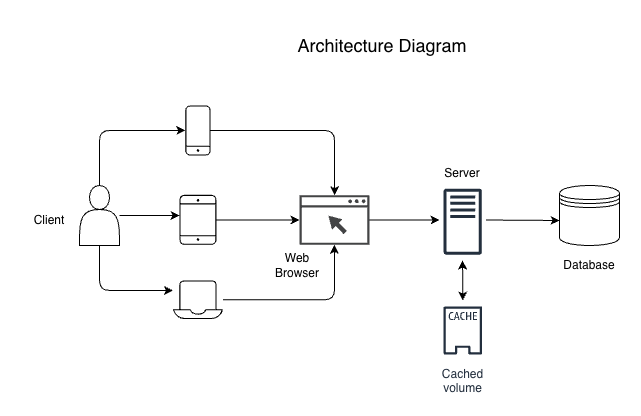 Architecture Diagram
Server
Client
Web
Browser
Database
CACHE
Cached
volume